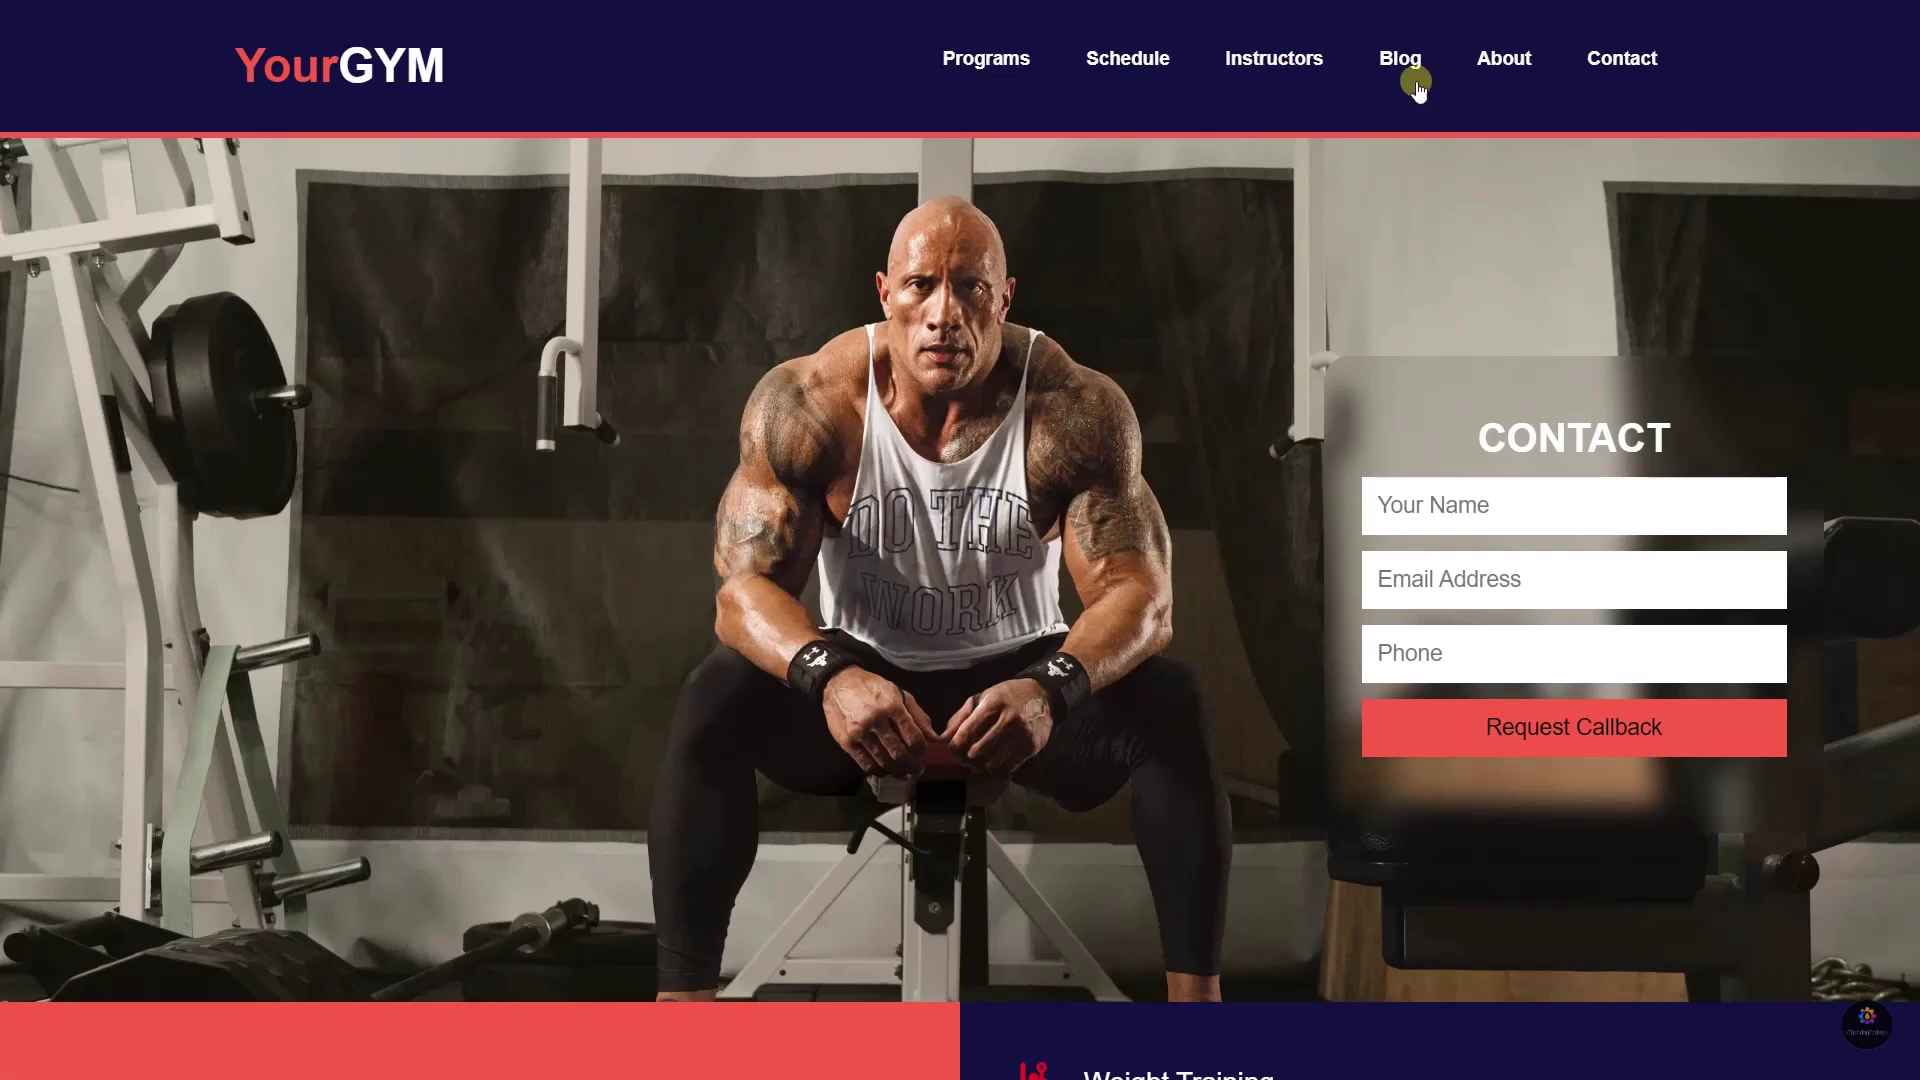 YourGYM
Programs Schedule Instructors Blog About Contact
DO THE
WORK
CONTACT
Your Name
Email Address
Phone
Request Callback
Weight Training